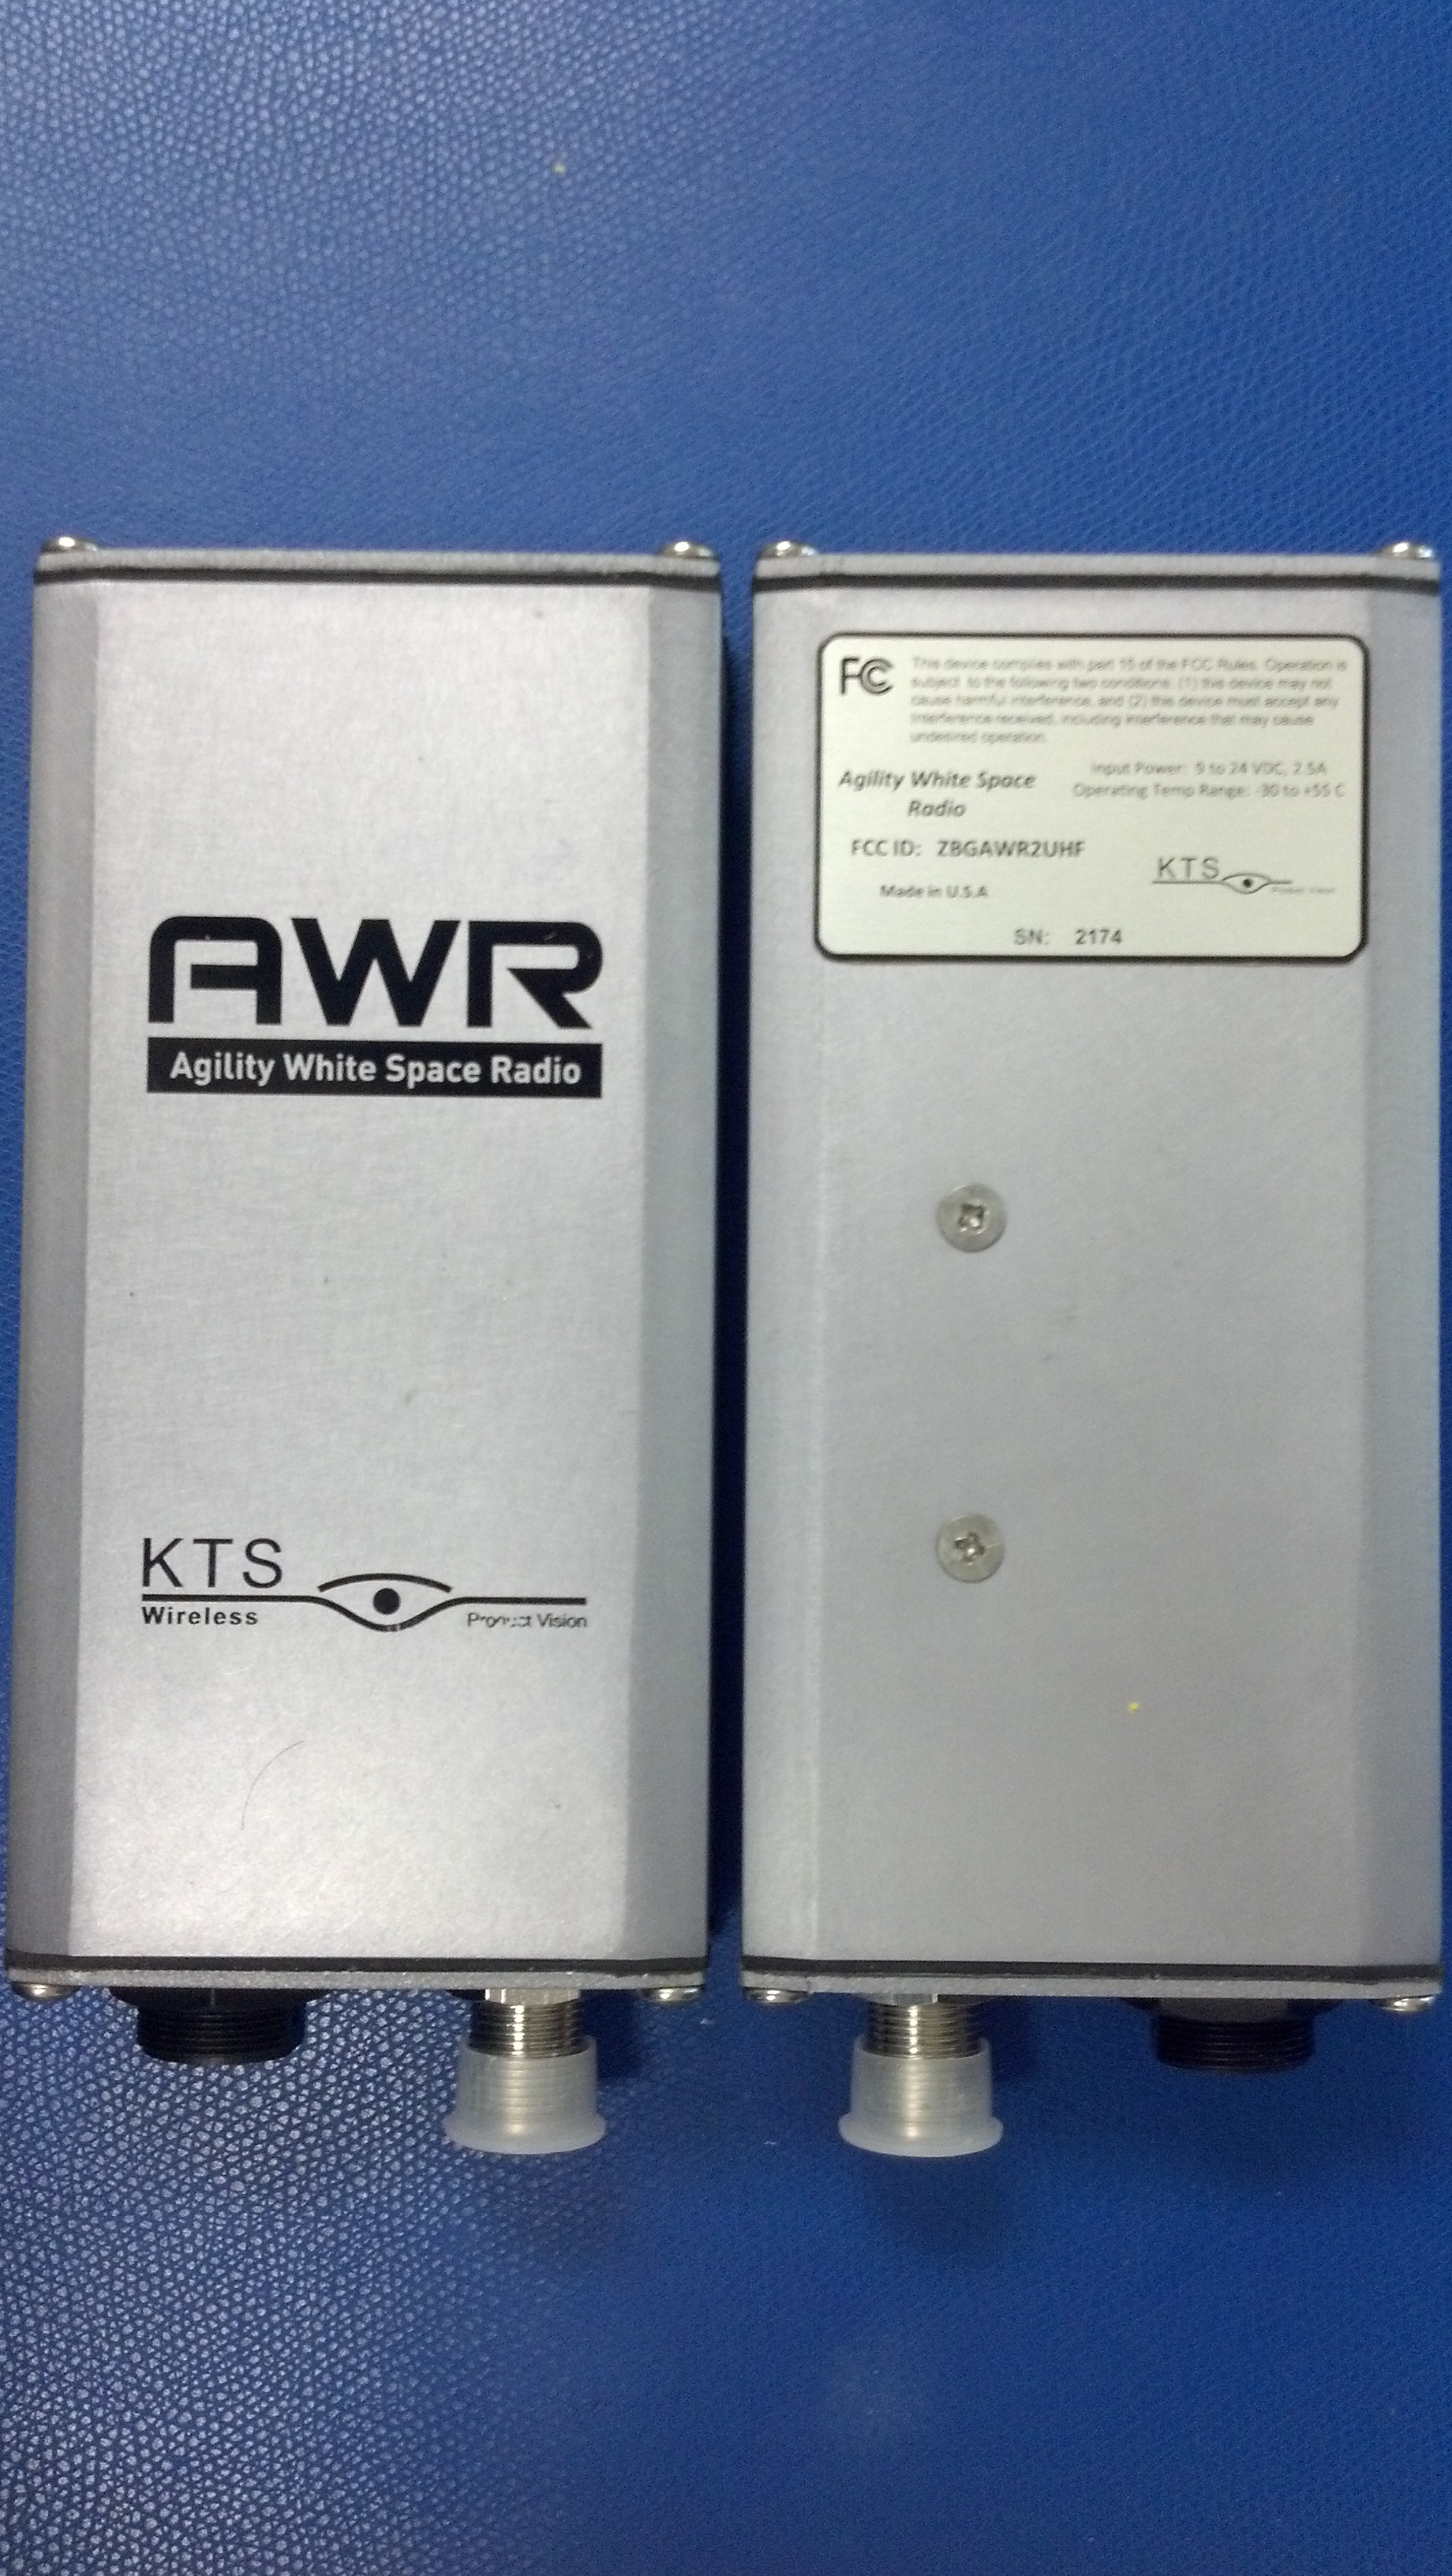 AWR
Agility White Space Radio
KTS
Wireless
Product Vision
FC
This device complies with part 15 of the FCC Rules. Operation is
subject to the following two conditions: (1) this device may not
cause harmful interference, and (2) this device must accept any
interference received, including interference that may cause
undesired operation.
Agility White Space
Radio
Input Power: 9 to 24 VDC, 2.5A
Operating Temp Range: -30 to +55 C
FCC ID: ZBGAWR2UHF
Made in U.S.A
KTS
Product Vision
SN: 2174